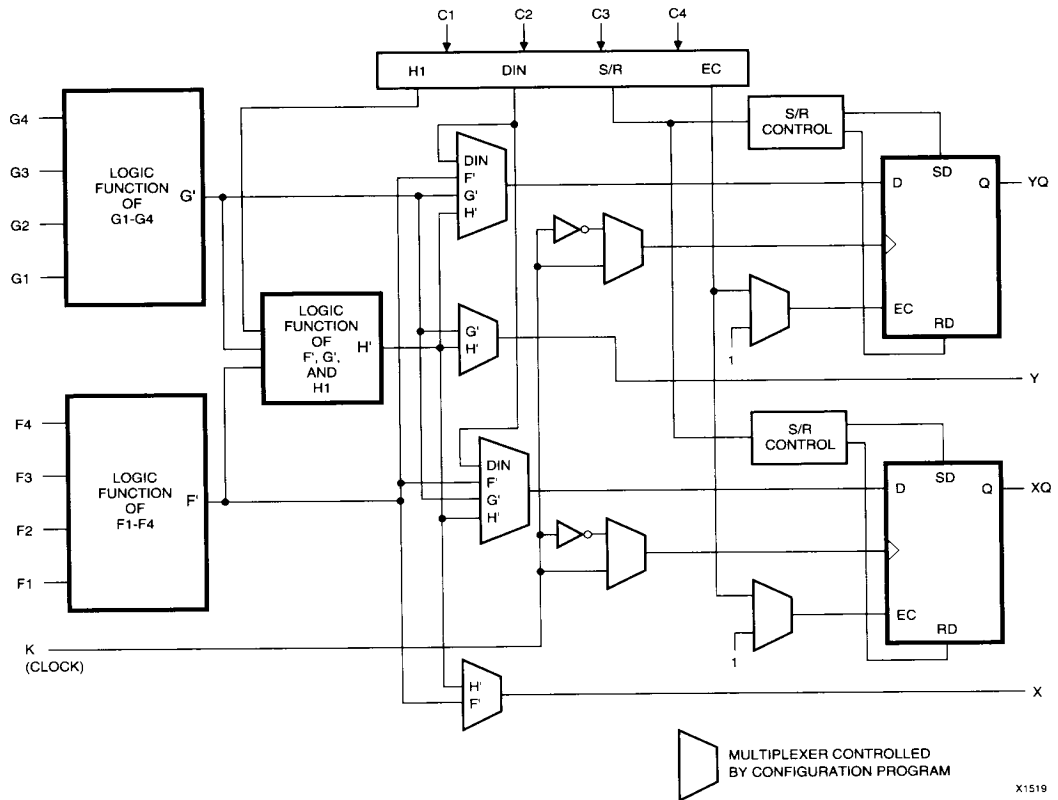 C1 C2 C3 C4
H1 DIN S/R EC
G4
G3
G2
G1
LOGIC
FUNCTION
OF
G1-G4
G'
DIN
F'
G'
H'
S/R
CONTROL
D SD Q
EC
RD
YQ
LOGIC
FUNCTION
OF
F', G',
AND
H1
H'
G'
H'
1
Y
F4
F3
F2
F1
LOGIC
FUNCTION
OF
F1-F4
F'
DIN
F'
G'
H'
S/R
CONTROL
D SD Q
EC
RD
XQ
1
K
(CLOCK)
H'
F'
X
MULTIPLEXER CONTROLLED
BY CONFIGURATION PROGRAM
X1519